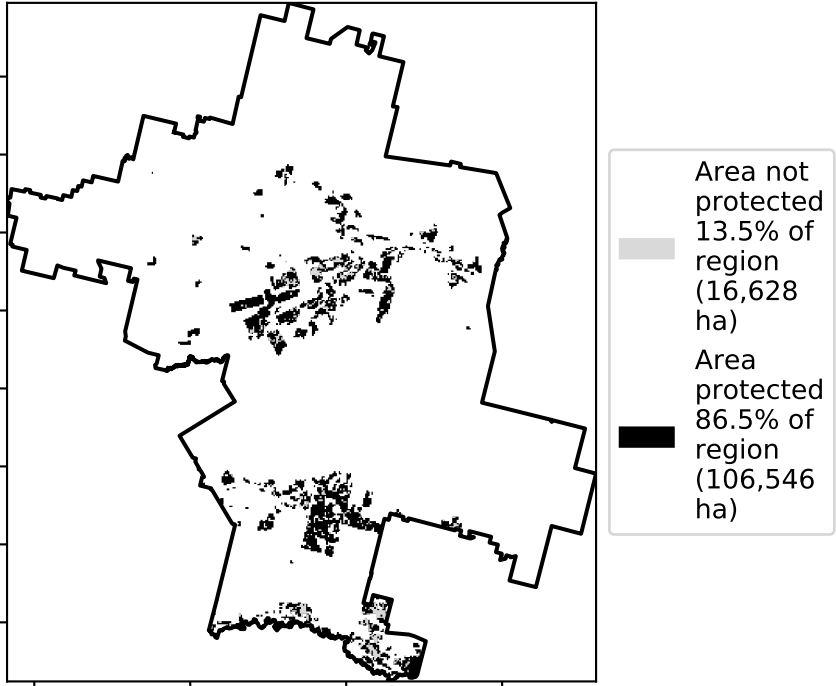 Area not
protected
13.5% of
region
(16,628
ha)
Area
protected
86.5% of
region
(106,546
ha)